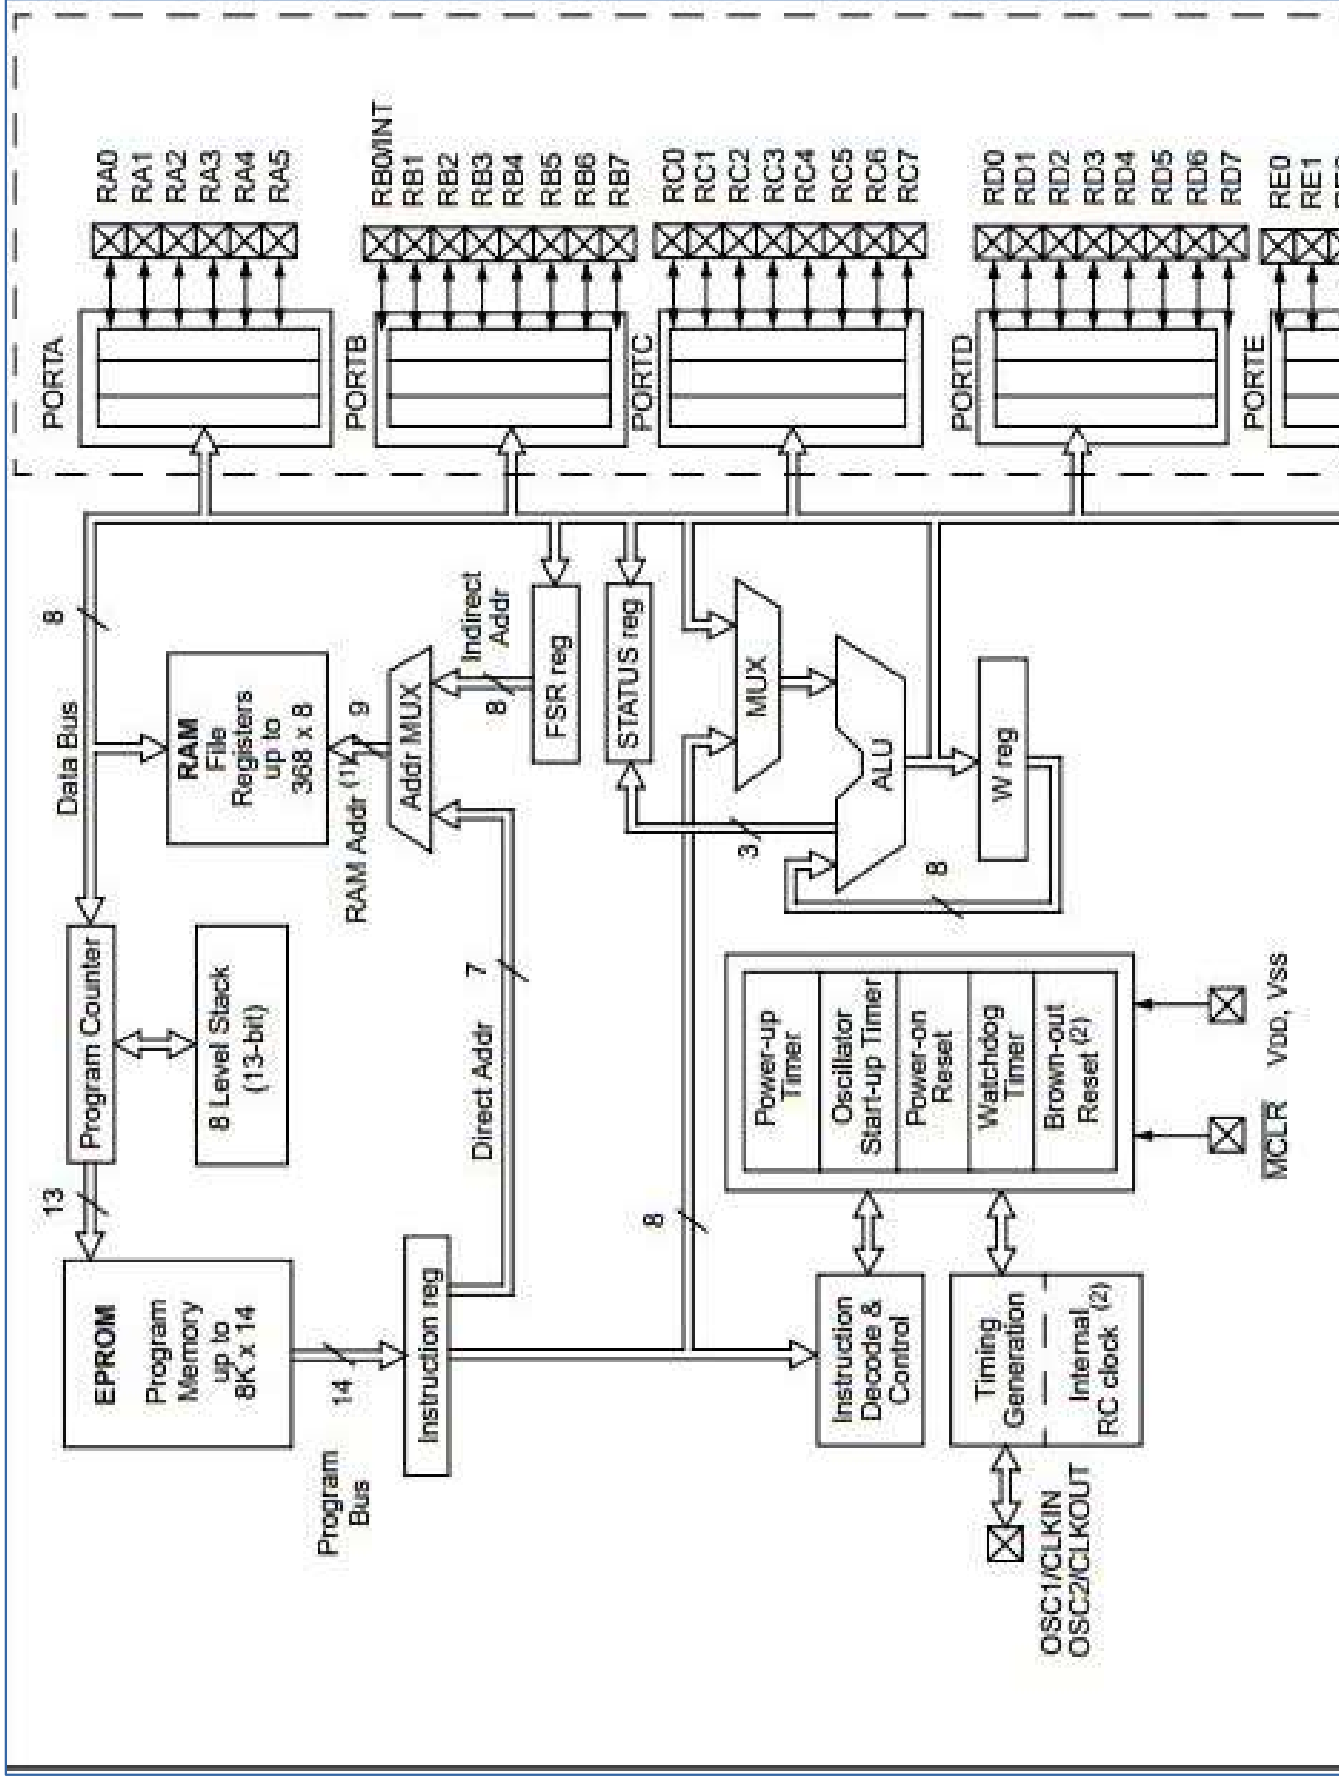 Data Bus
8
13
Program Counter
EPROM
Program
Memory
up to
8K x 14
8 Level Stack
(13-bit)
RAM
File
Registers
up to
368 x 8
Program
Bus
14
RAM Addr (1)
9
Addr MUX
Instruction reg
Direct Addr
7
8
Indirect
Addr
FSR reg
STATUS reg
8
3
MUX
ALU
8
W reg
Instruction
Decode &
Control
Timing
Generation
Internal
RC clock (2)
OSC1/CLKIN
OSC2/CLKOUT
Power-up
Timer
Oscillator
Start-up Timer
Power-on
Reset
Watchdog
Timer
Brown-out
Reset (2)
MCLR
VDD, VSS
PORTA
RA0
RA1
RA2
RA3
RA4
RA5
PORTB
RB0/INT
RB1
RB2
RB3
RB4
RB5
RB6
RB7
PORTC
RC0
RC1
RC2
RC3
RC4
RC5
RC6
RC7
PORTD
RD0
RD1
RD2
RD3
RD4
RD5
RD6
RD7
PORTE
RE0
RE1